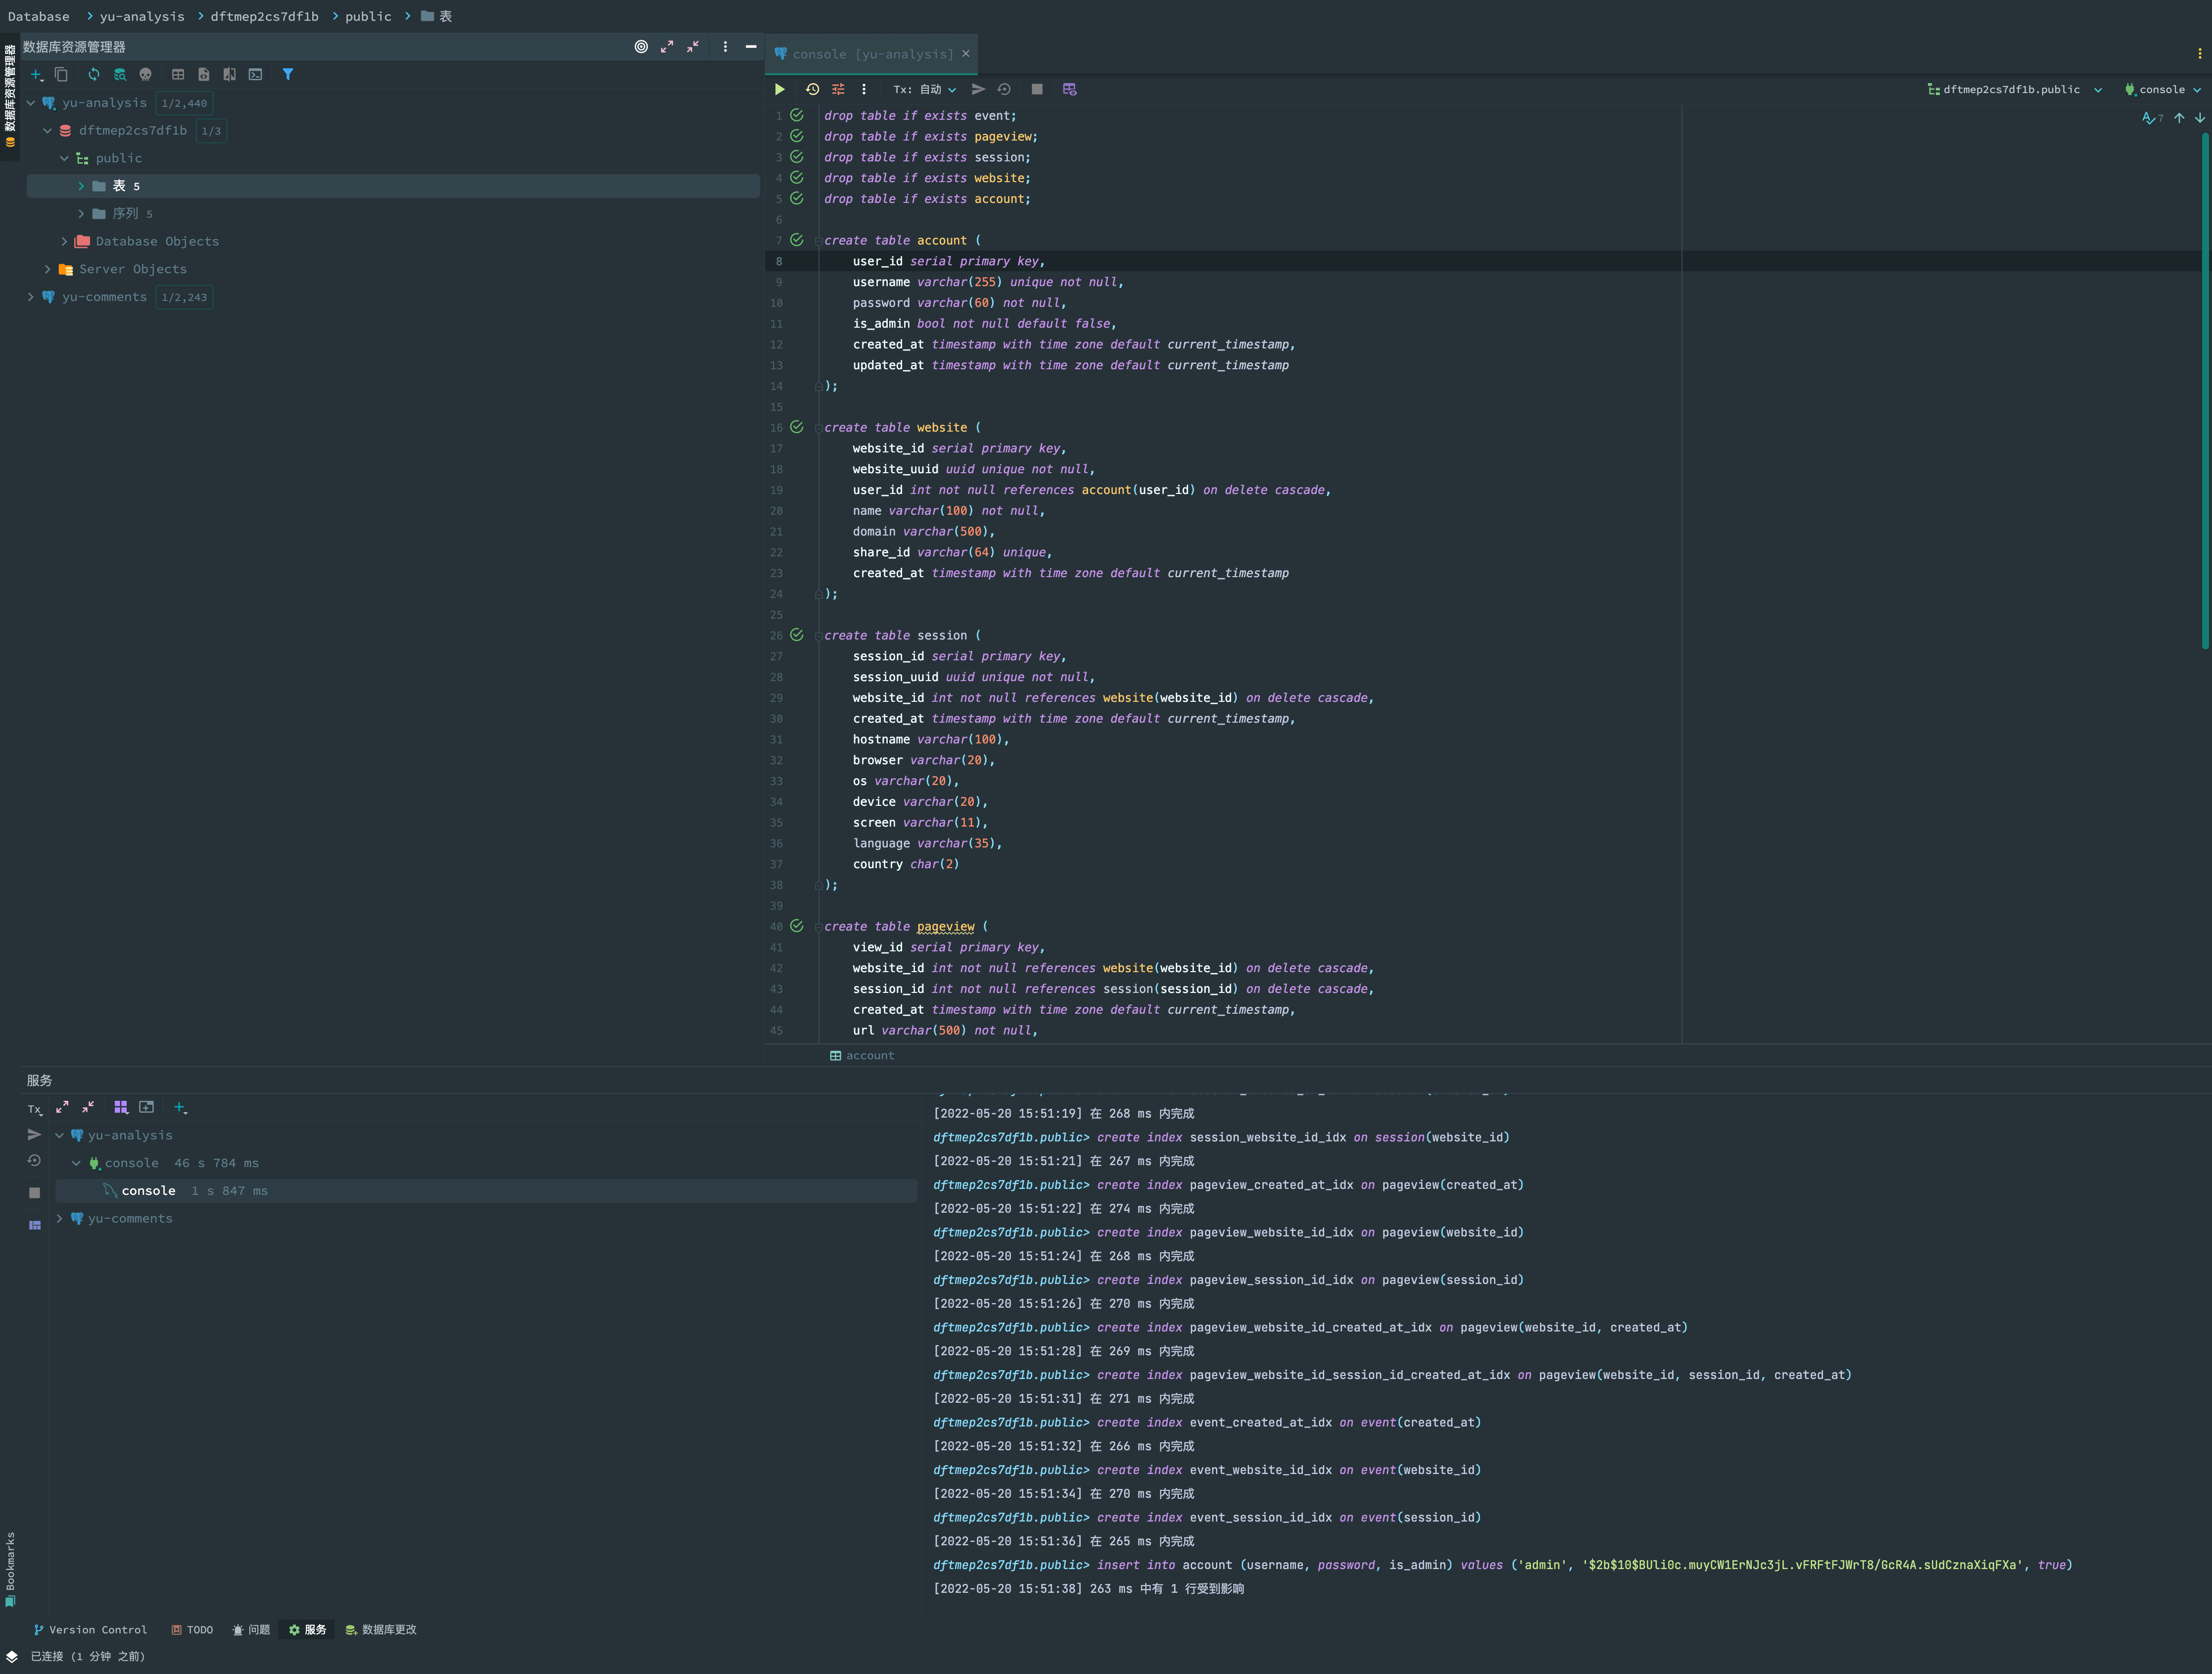 Database > yu-analysis > dftmep2cs7df1b > public > 表
数据库资源管理器
数据库资源管理器
yu-analysis 1/2,440
dftmep2cs7df1b 1/3
public
表 5
序列 5
Database Objects
Server Objects
yu-comments 1/2,243
console [yu-analysis]
Tx: 自动
dftmep2cs7df1b.public
console
7
1 drop table if exists event;
2 drop table if exists pageview;
3 drop table if exists session;
4 drop table if exists website;
5 drop table if exists account;
6
7 create table account (
8 user_id serial primary key,
9 username varchar(255) unique not null,
10 password varchar(60) not null,
11 is_admin bool not null default false,
12 created_at timestamp with time zone default current_timestamp,
13 updated_at timestamp with time zone default current_timestamp
14 );
15
16 create table website (
17 website_id serial primary key,
18 website_uuid uuid unique not null,
19 user_id int not null references account(user_id) on delete cascade,
20 name varchar(100) not null,
21 domain varchar(500),
22 share_id varchar(64) unique,
23 created_at timestamp with time zone default current_timestamp
24 );
25
26 create table session (
27 session_id serial primary key,
28 session_uuid uuid unique not null,
29 website_id int not null references website(website_id) on delete cascade,
30 created_at timestamp with time zone default current_timestamp,
31 hostname varchar(100),
32 browser varchar(20),
33 os varchar(20),
34 device varchar(20),
35 screen varchar(11),
36 language varchar(35),
37 country char(2)
38 );
39
40 create table pageview (
41 view_id serial primary key,
42 website_id int not null references website(website_id) on delete cascade,
43 session_id int not null references session(session_id) on delete cascade,
44 created_at timestamp with time zone default current_timestamp,
45 url varchar(500) not null,
account
服务
Tx
yu-analysis
console 46 s 784 ms
console 1 s 847 ms
yu-comments
[2022-05-20 15:51:19] 在 268 ms 内完成
dftmep2cs7df1b.public> create index session_website_id_idx on session(website_id)
[2022-05-20 15:51:21] 在 267 ms 内完成
dftmep2cs7df1b.public> create index pageview_created_at_idx on pageview(created_at)
[2022-05-20 15:51:22] 在 274 ms 内完成
dftmep2cs7df1b.public> create index pageview_website_id_idx on pageview(website_id)
[2022-05-20 15:51:24] 在 268 ms 内完成
dftmep2cs7df1b.public> create index pageview_session_id_idx on pageview(session_id)
[2022-05-20 15:51:26] 在 270 ms 内完成
dftmep2cs7df1b.public> create index pageview_website_id_created_at_idx on pageview(website_id, created_at)
[2022-05-20 15:51:28] 在 269 ms 内完成
dftmep2cs7df1b.public> create index pageview_website_id_session_id_created_at_idx on pageview(website_id, session_id, created_at)
[2022-05-20 15:51:31] 在 271 ms 内完成
dftmep2cs7df1b.public> create index event_created_at_idx on event(created_at)
[2022-05-20 15:51:32] 在 266 ms 内完成
dftmep2cs7df1b.public> create index event_website_id_idx on event(website_id)
[2022-05-20 15:51:34] 在 270 ms 内完成
dftmep2cs7df1b.public> create index event_session_id_idx on event(session_id)
[2022-05-20 15:51:36] 在 265 ms 内完成
dftmep2cs7df1b.public> insert into account (username, password, is_admin) values ('admin', '$2b$10$BUli0c.muyCW1ErNJc3jL.vFRFtFJWrT8/GcR4A.sUdCznaXiqFXa', true)
[2022-05-20 15:51:38] 263 ms 中有 1 行受到影响
Bookmarks
Version Control TODO 问题 服务 数据库更改
已连接 (1 分钟 之前)